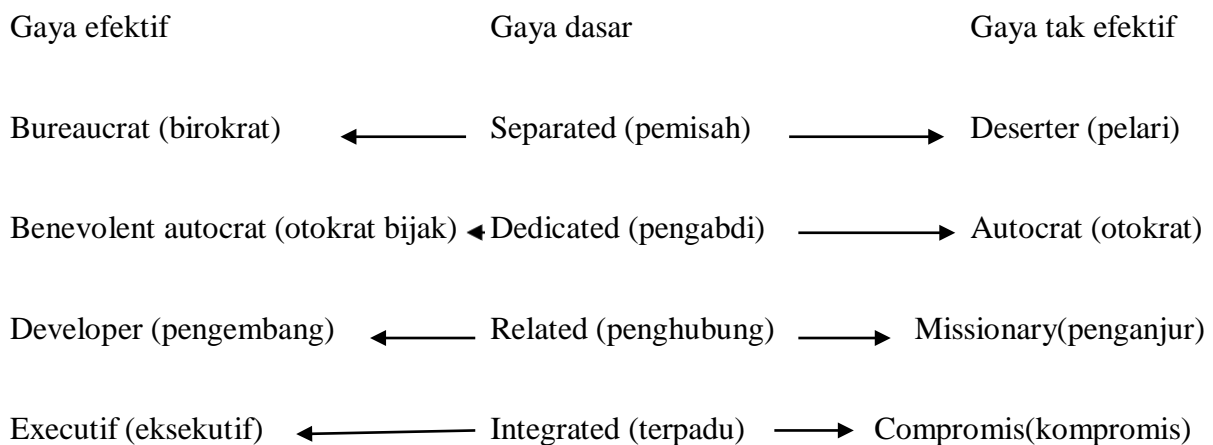 Gaya efektif Gaya dasar Gaya tak efektif
Bureaucrat (birokrat) Separated (pemisah) Deserter (pelari)
Benevolent autocrat (otokrat bijak) Dedicated (pengabdi) Autocrat (otokrat)
Developer (pengembang) Related (penghubung) Missionary(penganjur)
Executif (eksekutif) Integrated (terpadu) Compromis(kompromis)